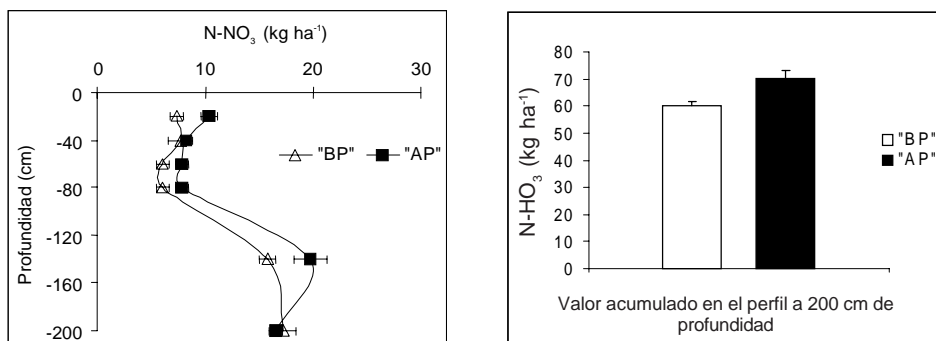 N-NO3 (kg ha-1)
0 10 20 30
0
-40
-80
-120
-160
-200
Profundidad (cm)
"BP" "AP"
80
70
60
50
40
30
20
10
0
N-HO3 (kg ha-1)
"BP"
"AP"
Valor acumulado en el perfil a 200 cm de
profundidad